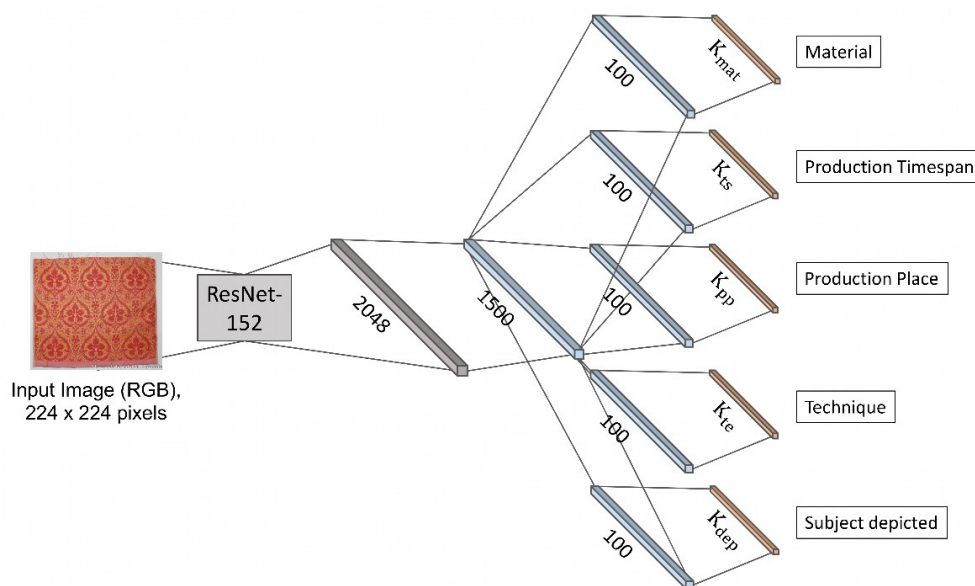 Input Image (RGB),
224 x 224 pixels
ResNet-
152
2048
1500
100
K_mat
Material
100
K_ts
Production Timespan
100
K_pp
Production Place
100
K_te
Technique
100
K_dep
Subject depicted